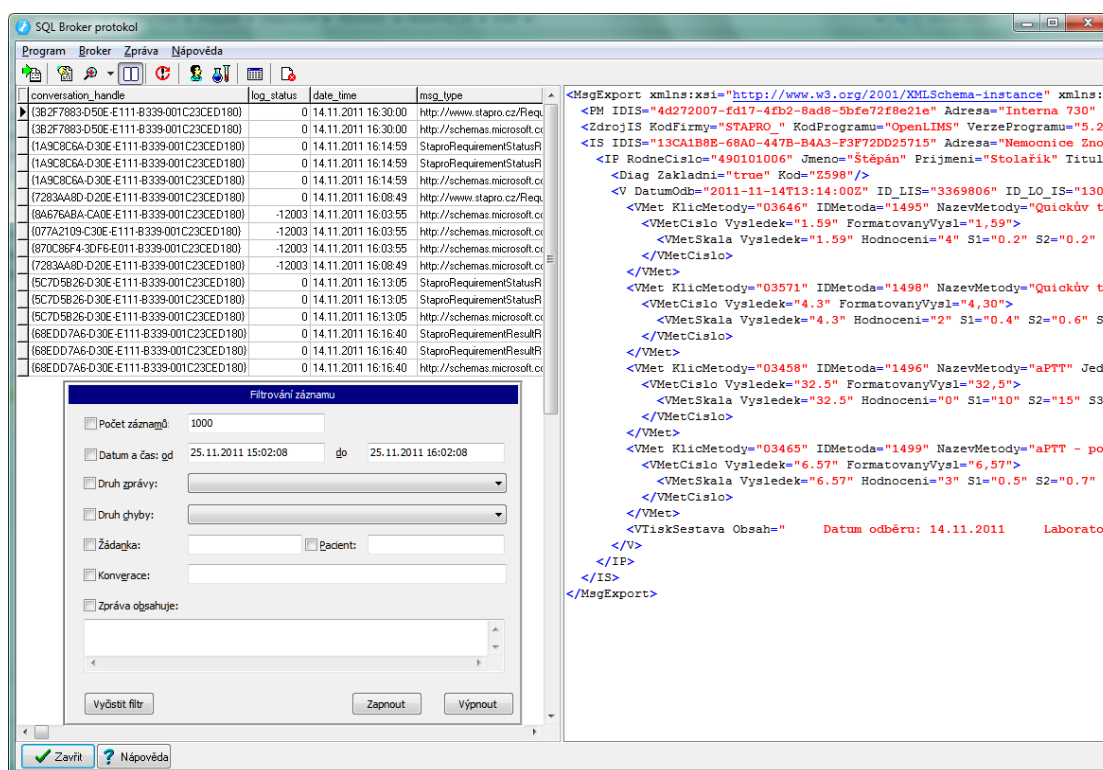 SQL Broker protokol
Program Broker Zpráva Nápověda
conversation_handle log_status date_time msg_type
{3B2F7883-D50E-E111-B339-001C23CED180} 0 14.11.2011 16:30:00 http://www.stapro.cz/Requ
{3B2F7883-D50E-E111-B339-001C23CED180} 0 14.11.2011 16:30:00 http://schemas.microsoft.co
{1A9C8C6A-D30E-E111-B339-001C23CED180} 0 14.11.2011 16:14:59 StaproRequirementStatusR
{1A9C8C6A-D30E-E111-B339-001C23CED180} 0 14.11.2011 16:14:59 StaproRequirementStatusR
{1A9C8C6A-D30E-E111-B339-001C23CED180} 0 14.11.2011 16:14:59 http://schemas.microsoft.co
{7283AA8D-D20E-E111-B339-001C23CED180} 0 14.11.2011 16:08:49 http://www.stapro.cz/Requ
{8A676ABA-CA0E-E111-B339-001C23CED180} -12003 14.11.2011 16:03:55 http://schemas.microsoft.co
{077A2109-C30E-E111-B339-001C23CED180} -12003 14.11.2011 16:03:55 http://schemas.microsoft.co
{870C86F4-3DF6-E011-B339-001C23CED180} -12003 14.11.2011 16:03:55 http://schemas.microsoft.co
{7283AA8D-D20E-E111-B339-001C23CED180} -12003 14.11.2011 16:08:49 http://schemas.microsoft.co
{5C7D5B26-D30E-E111-B339-001C23CED180} 0 14.11.2011 16:13:05 StaproRequirementStatusR
{5C7D5B26-D30E-E111-B339-001C23CED180} 0 14.11.2011 16:13:05 StaproRequirementStatusR
{5C7D5B26-D30E-E111-B339-001C23CED180} 0 14.11.2011 16:13:05 http://schemas.microsoft.co
{68EDD7A6-D30E-E111-B339-001C23CED180} 0 14.11.2011 16:16:40 StaproRequirementResultR
{68EDD7A6-D30E-E111-B339-001C23CED180} 0 14.11.2011 16:16:40 StaproRequirementResultR
{68EDD7A6-D30E-E111-B339-001C23CED180} 0 14.11.2011 16:16:40 http://schemas.microsoft.co
Filtrování záznamu
Počet záznamů: 1000
Datum a čas: od 25.11.2011 15:02:08 do 25.11.2011 16:02:08
Druh zprávy:
Druh chyby:
Žádanka: Pacient:
Konverace:
Zpráva obsahuje:
Vyčistit filtr Zapnout Výpnout
Zavřít Nápověda
<MsgExport xmlns:xsi="http://www.w3.org/2001/XMLSchema-instance" xmlns:
<PM IDIS="4d272007-fd17-4fb2-8ad8-5bfe72f8e21e" Adresa="Interna 730"
<ZdrojIS KodFirmy="STAPRO_" KodProgramu="OpenLIMS" VerzeProgramu="5.2
<IS IDIS="13CA1B8E-68A0-447B-B4A3-F3F72DD25715" Adresa="Nemocnice Zno
<IP RodneCislo="490101006" Jmeno="Štěpán" Prijmeni="Stolařík" Titul
<Diag Zakladni="true" Kod="Z598"/>
<V DatumOdb="2011-11-14T13:14:00Z" ID_LIS="3369806" ID_LO_IS="130
<VMet KlicMetody="03646" IDMetoda="1495" NazevMetody="Quickův t
<VMetCislo Vysledek="1.59" FormatovanyVysl="1,59">
<VMetSkala Vysledek="1.59" Hodnoceni="4" S1="0.2" S2="0.2"
</VMetCislo>
</VMet>
<VMet KlicMetody="03571" IDMetoda="1498" NazevMetody="Quickův t
<VMetCislo Vysledek="4.3" FormatovanyVysl="4,30">
<VMetSkala Vysledek="4.3" Hodnoceni="2" S1="0.4" S2="0.6" S
</VMetCislo>
</VMet>
<VMet KlicMetody="03458" IDMetoda="1496" NazevMetody="aPTT" Jed
<VMetCislo Vysledek="32.5" FormatovanyVysl="32,5">
<VMetSkala Vysledek="32.5" Hodnoceni="0" S1="10" S2="15" S3
</VMetCislo>
</VMet>
<VMet KlicMetody="03465" IDMetoda="1499" NazevMetody="aPTT - po
<VMetCislo Vysledek="6.57" FormatovanyVysl="6,57">
<VMetSkala Vysledek="6.57" Hodnoceni="3" S1="0.5" S2="0.7"
</VMetCislo>
</VMet>
<VTiskSestava Obsah=" Datum odběru: 14.11.2011 Laborato
</V>
</IP>
</IS>
</MsgExport>